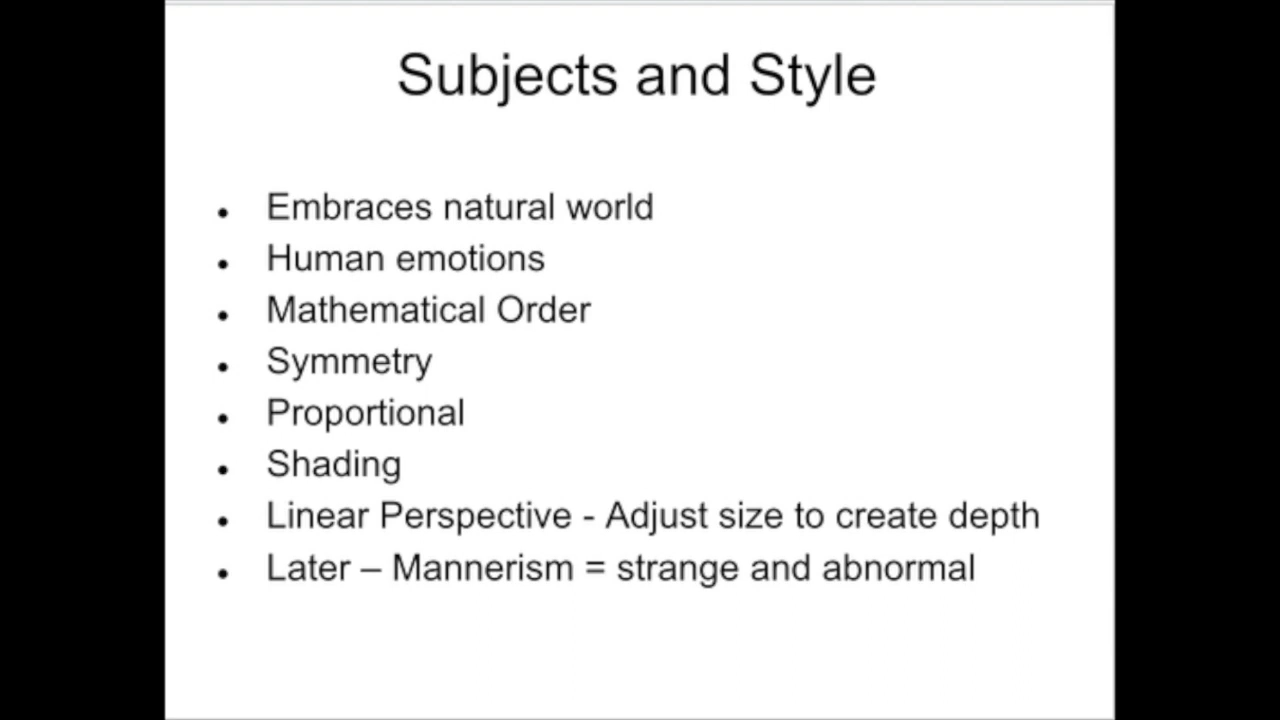 Subjects and Style
• Embraces natural world
• Human emotions
• Mathematical Order
• Symmetry
• Proportional
• Shading
• Linear Perspective - Adjust size to create depth
• Later – Mannerism = strange and abnormal